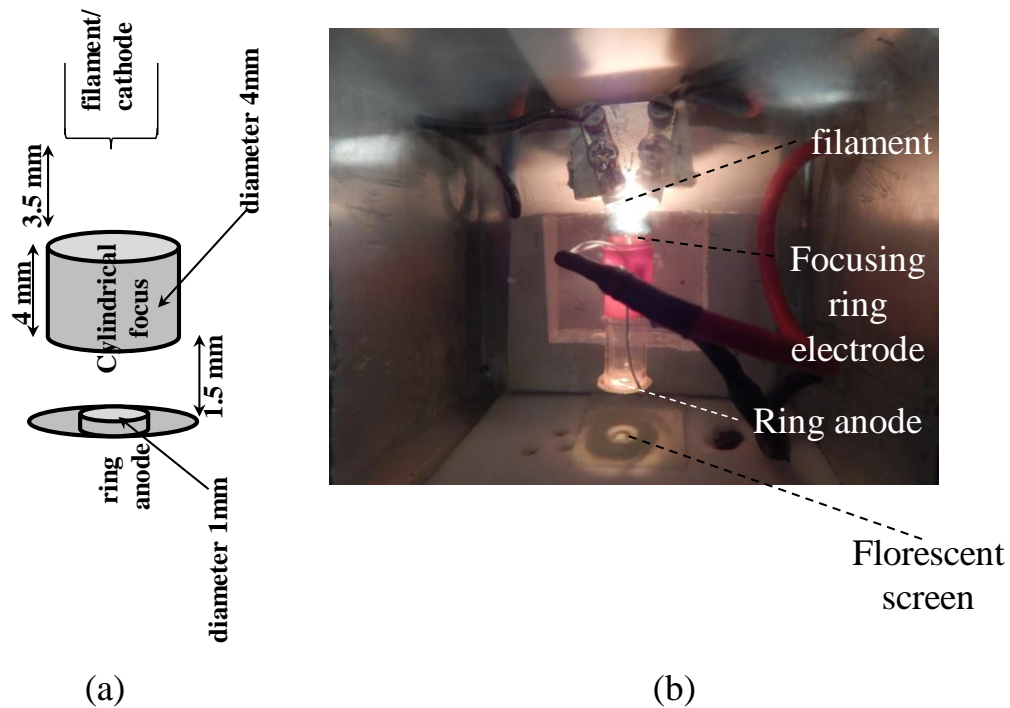 filament/
cathode
3.5 mm
diameter 4mm
4 mm
Cylindrical
focus
1.5 mm
ring
anode
diameter 1mm
(a)
filament
Focusing
ring
electrode
Ring anode
Florescent
screen
(b)